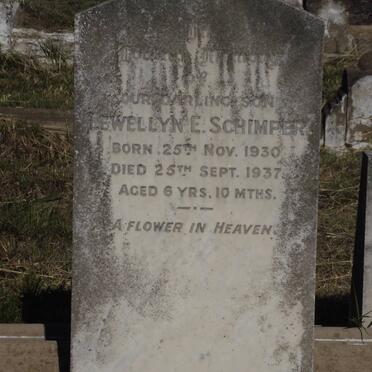 OUR DARLING SON
LEWELLYN E. SCHIMPER.
BORN 25TH NOV. 1930
DIED 25TH SEPT. 1937.
AGED 6 YRS, 10 MTHS.
A FLOWER IN HEAVEN.